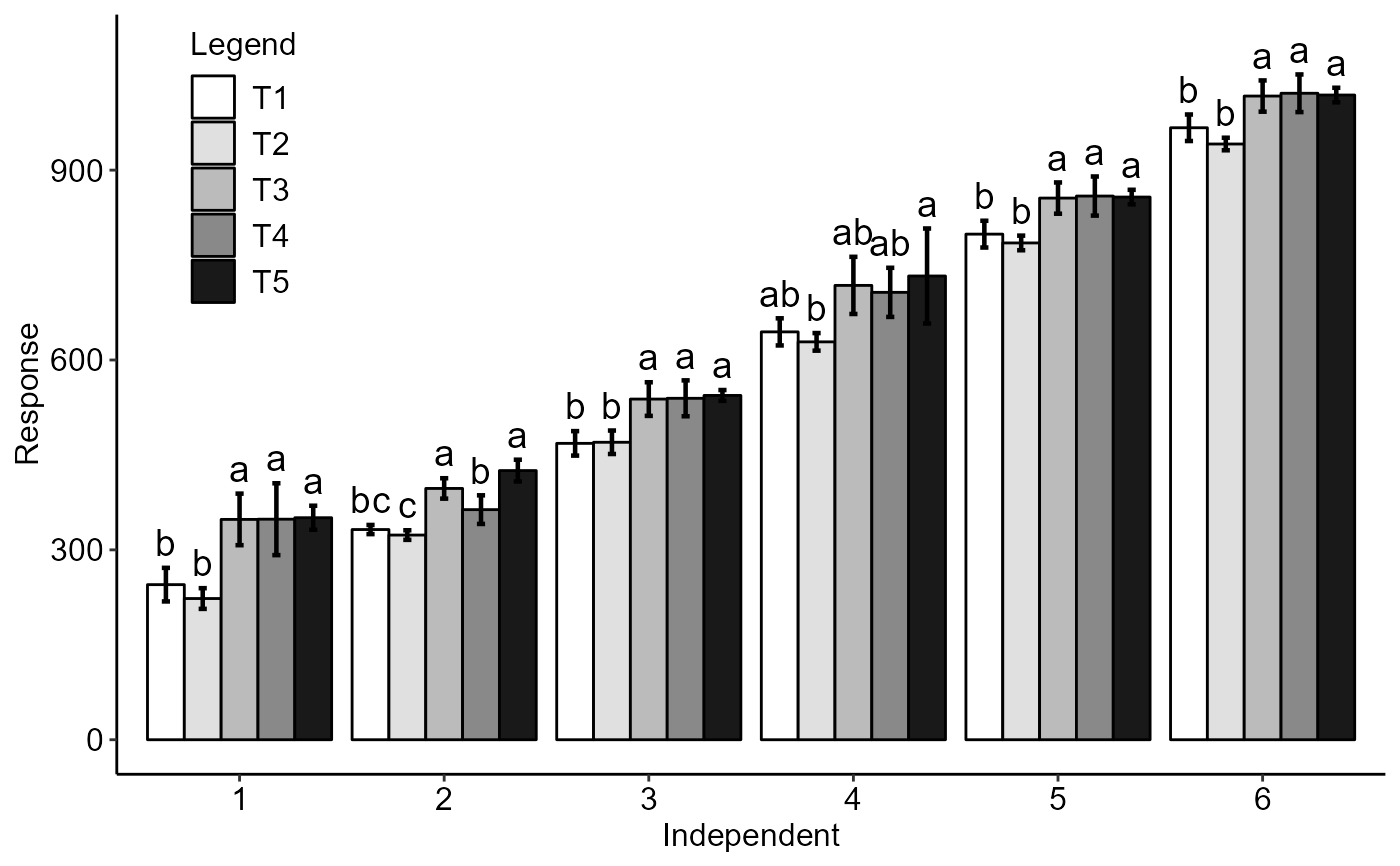 Legend
T1
T2
T3
T4
T5
Response
900
600
300
0
b b a a a
bc c a b a
b b a a a
ab b ab ab a
b b a a a
b b a a a
1 2 3 4 5 6
Independent